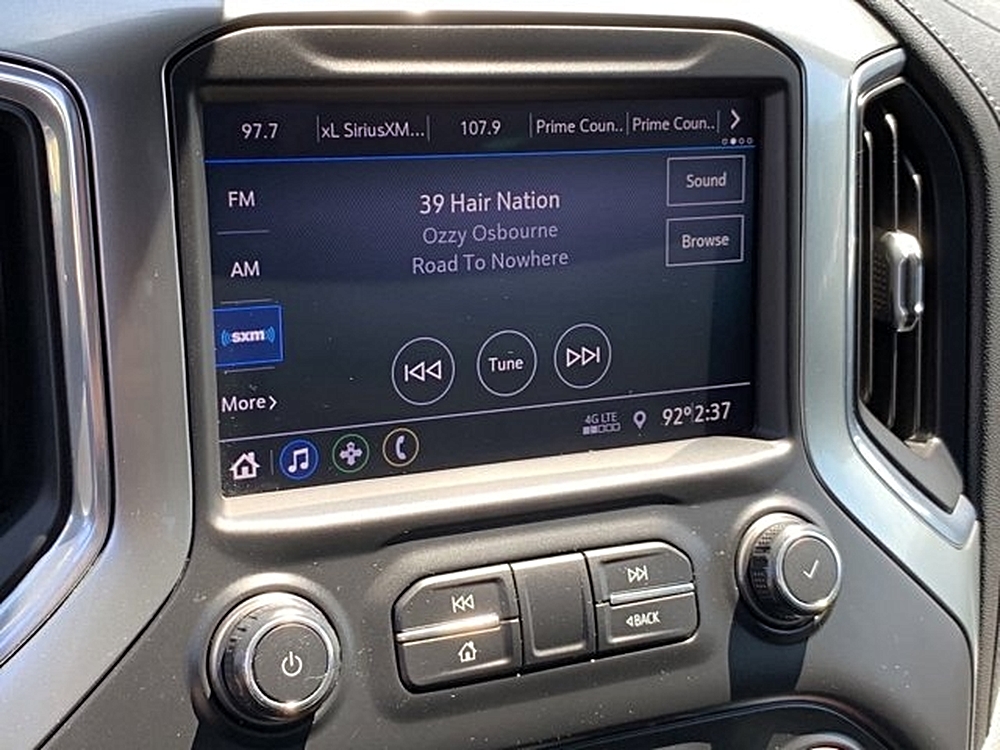 97.7 xL SiriusXM... 107.9 Prime Coun.. Prime Coun..
FM
39 Hair Nation
Sound
Ozzy Osbourne
Browse
AM
Road To Nowhere
sxm
Tune
More
4G LTE
92° 2:37
BACK